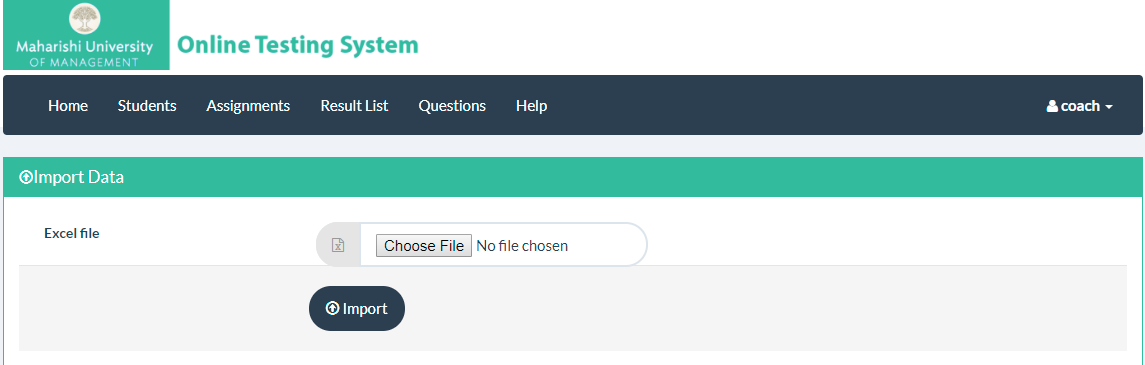 Maharishi University
OF MANAGEMENT
Online Testing System
Home Students Assignments Result List Questions Help coach
Import Data
Excel file Choose File No file chosen
Import